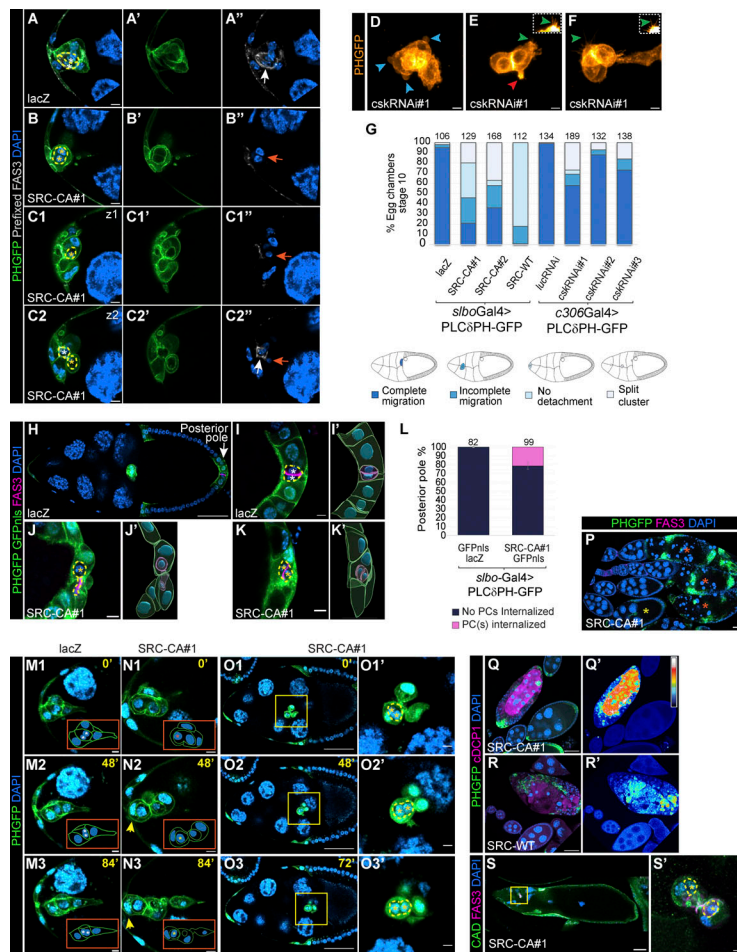 A
A'
A''
lacZ
B
B'
B''
SRC-CA#1
C1
z1
C1'
C1''
SRC-CA#1
C2
z2
C2'
C2''
SRC-CA#1
PHGFP Prefixed FAS3 DAPI
D
E
F
PHGFP
cskRNAi#1
cskRNAi#1
cskRNAi#1
G
106 129 168 112 134 189 132 138
% Egg chambers
stage 10
100
90
80
70
60
50
40
30
20
10
0
lacZ
SRC-CA#1
SRC-CA#2
SRC-WT
lucRNAi
cskRNAi#1
cskRNAi#2
cskRNAi#3
slboGal4>
PLCδPH-GFP
c306Gal4>
PLCδPH-GFP
Complete
migration
Incomplete
migration
No
detachment
Split
cluster
H
Posterior
pole
I
I'
J
J'
SRC-CA#1
K
K'
SRC-CA#1
PHGFP GFPnls FAS3 DAPI
L
82
99
Posterior pole %
100
90
80
70
60
50
40
30
20
10
0
GFPnls
lacZ
SRC-CA#1
GFPnls
slbo-Gal4>
PLCδPH-GFP
No PCs Internalized
PC(s) internalized
PHGFP FAS3 DAPI
P
SRC-CA#1
lacZ
SRC-CA#1
SRC-CA#1
M1
0'
N1
0'
O1
0'
O1'
M2
48'
N2
48'
O2
48'
O2'
M3
84'
N3
84'
O3
72'
O3'
PHGFP DAPI
Q
Q'
SRC-CA#1
R
R'
SRC-WT
PHGFP cDCP1 DAPI
S
S'
SRC-CA#1
CAD FAS3 DAPI